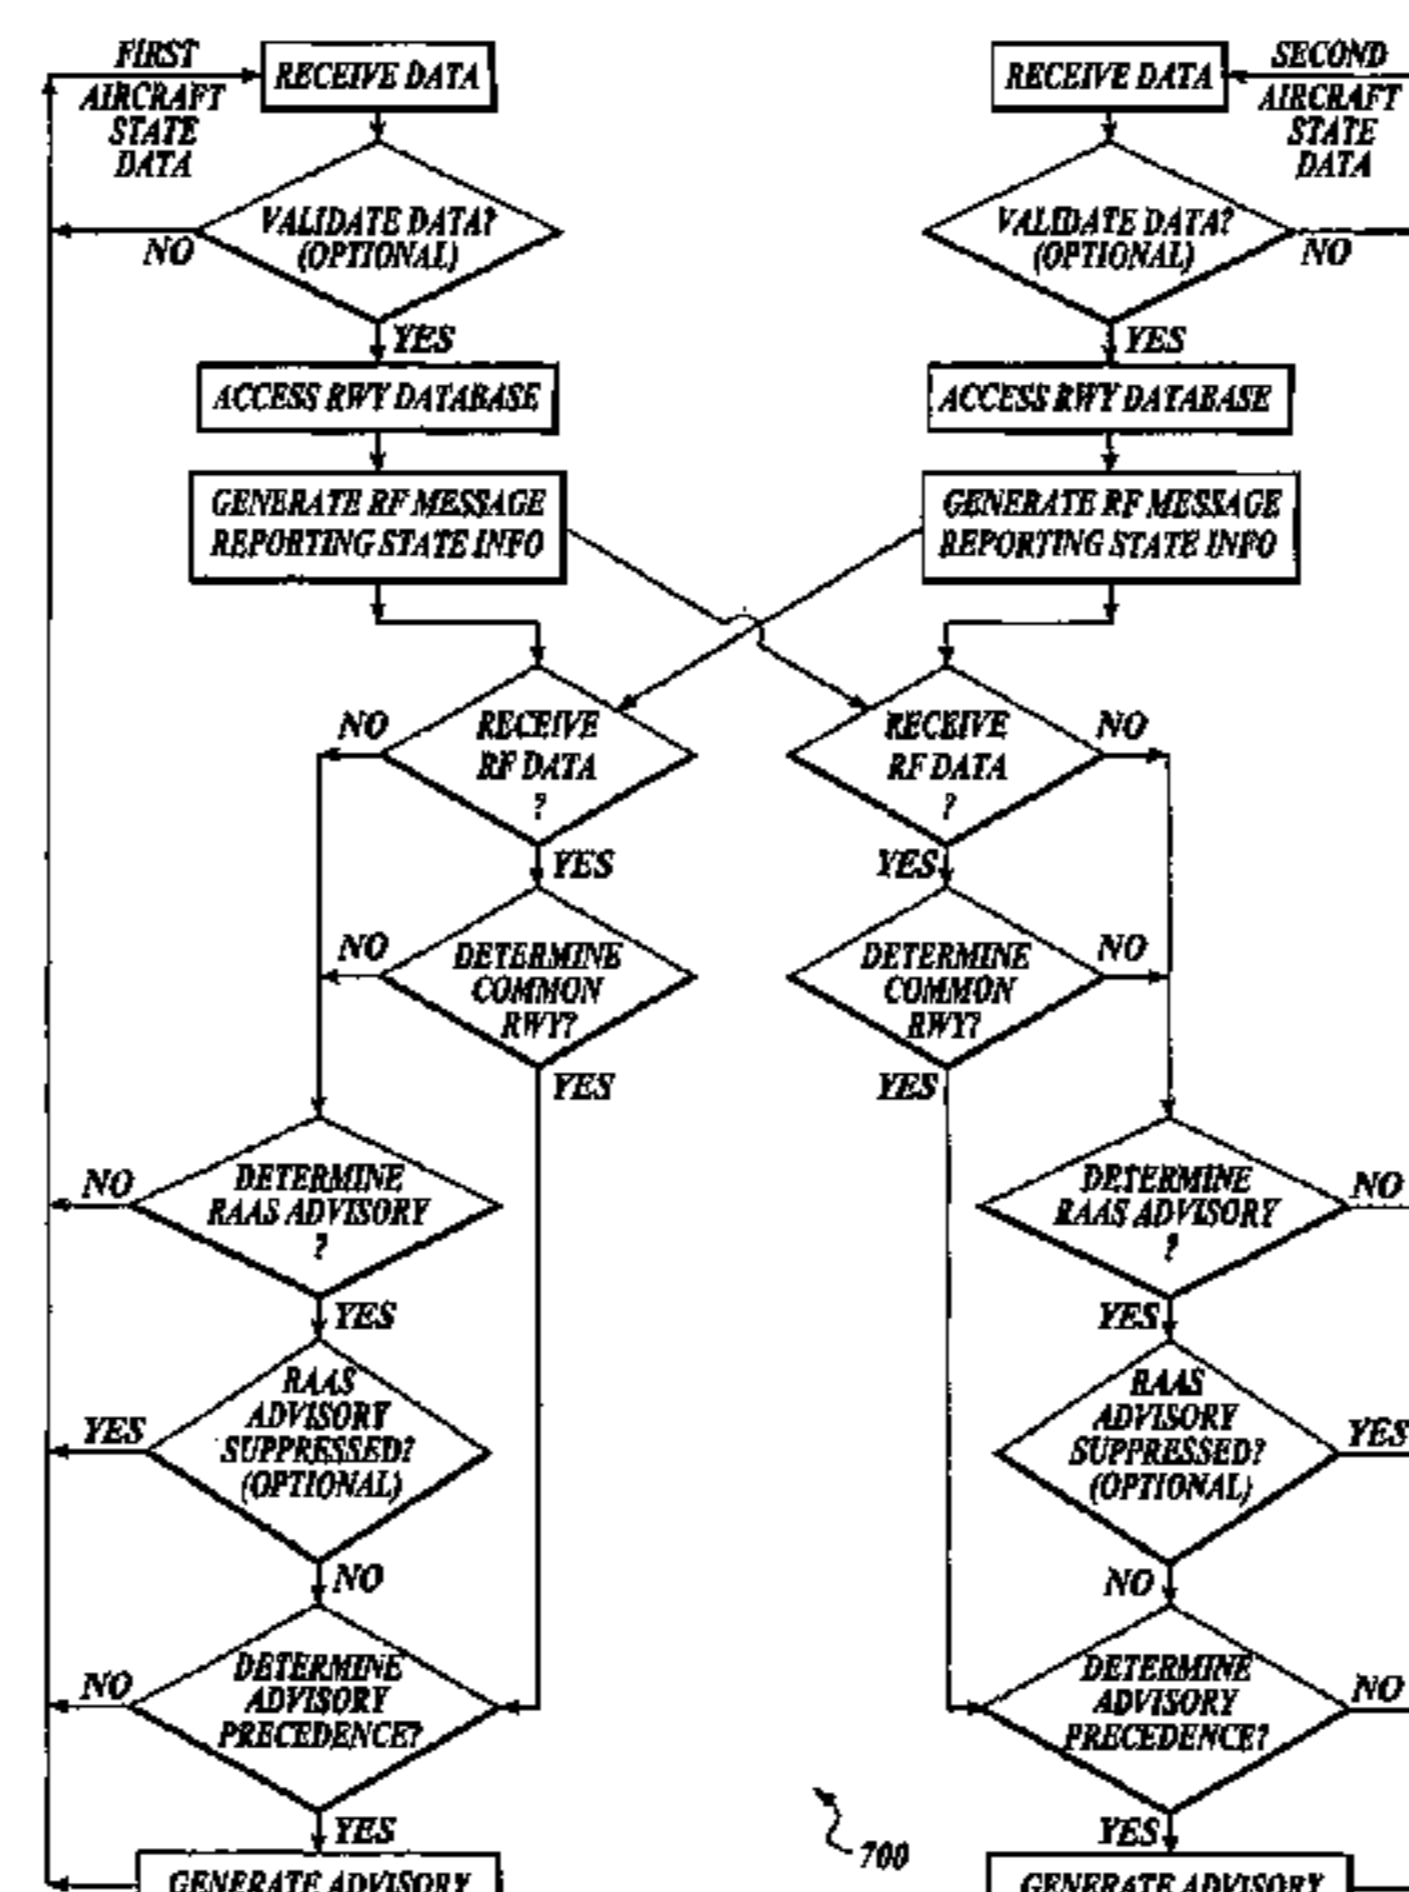 FIRST
AIRCRAFT
STATE
DATA
RECEIVE DATA
VALIDATE DATA?
(OPTIONAL)
NO
YES
ACCESS RWY DATABASE
GENERATE RF MESSAGE
REPORTING STATE INFO
RECEIVE
RF DATA
?
NO
YES
DETERMINE
COMMON
RWY?
NO
YES
DETERMINE
RAAS ADVISORY
?
NO
YES
RAAS
ADVISORY
SUPPRESSED?
(OPTIONAL)
YES
NO
DETERMINE
ADVISORY
PRECEDENCE?
NO
YES
GENERATE ADVISORY
RECEIVE DATA
SECOND
AIRCRAFT
STATE
DATA
VALIDATE DATA?
(OPTIONAL)
NO
YES
ACCESS RWY DATABASE
GENERATE RF MESSAGE
REPORTING STATE INFO
RECEIVE
RF DATA
?
NO
YES
DETERMINE
COMMON
RWY?
NO
YES
DETERMINE
RAAS ADVISORY
?
NO
YES
RAAS
ADVISORY
SUPPRESSED?
(OPTIONAL)
YES
NO
DETERMINE
ADVISORY
PRECEDENCE?
NO
YES
GENERATE ADVISORY
700